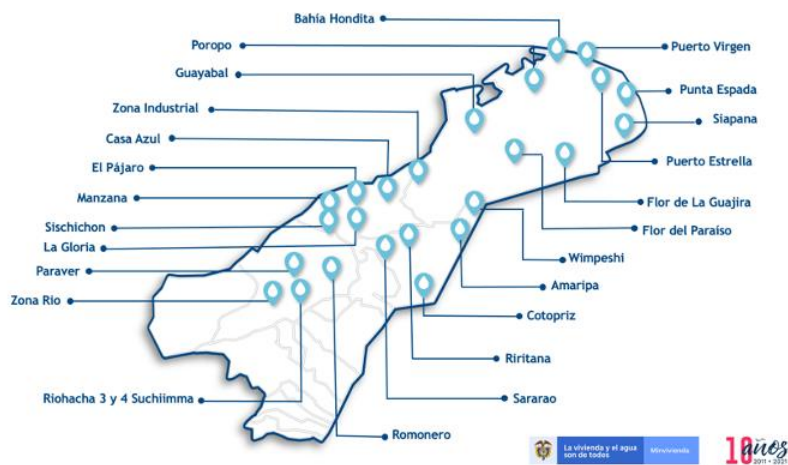 Bahía Hondita
Poropo
Guayabal
Zona Industrial
Casa Azul
El Pájaro
Manzana
Sischichon
La Gloria
Paraver
Zona Rio
Riohacha 3 y 4 Suchiimma
Puerto Virgen
Punta Espada
Siapana
Puerto Estrella
Flor de La Guajira
Flor del Paraíso
Wimpeshi
Amaripa
Cotopriz
Riritana
Sararao
Romonero
La vivienda y el agua
son de todos
Minvivienda
10 años
2011 • 2021